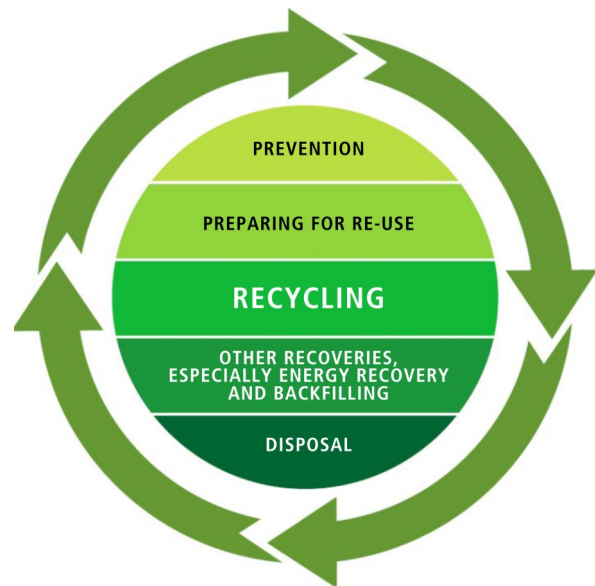 PREVENTION
PREPARING FOR RE-USE
RECYCLING
OTHER RECOVERIES,
ESPECIALLY ENERGY RECOVERY
AND BACKFILLING
DISPOSAL